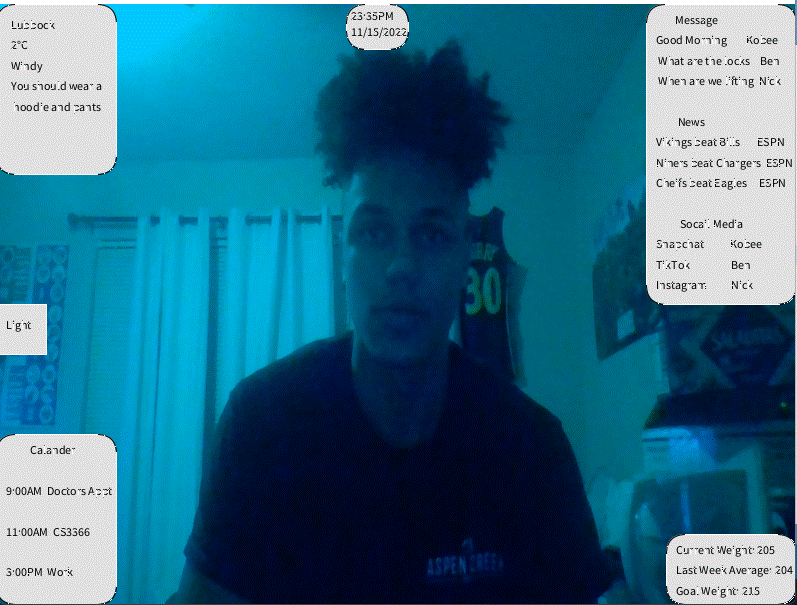 Lubbock
2°C
Windy
You should wear a
hoodie and pants
23:35PM
11/15/2022
Message
Good Morning Kobee
What are the locks Ben
When are we lifting Nick
News
Vikings beat Bills ESPN
Niners beat Chargers ESPN
Cheifs beat Eagles ESPN
Socail Media
Snapchat Kobee
TikTok Ben
Instagram Nick
30
Light
Calander
9:00AM Doctors Appt
11:00AM CS3366
3:00PM Work
ASPEN CREEK
Current Weight: 205
Last Week Average: 204
Goal Weight: 215